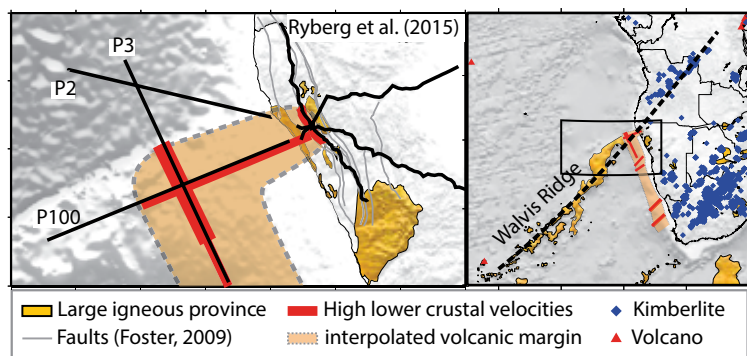 P3
Ryberg et al. (2015)
P2
P100
Walvis Ridge
Large igneous province
High lower crustal velocities
Kimberlite
Faults (Foster, 2009)
interpolated volcanic margin
Volcano